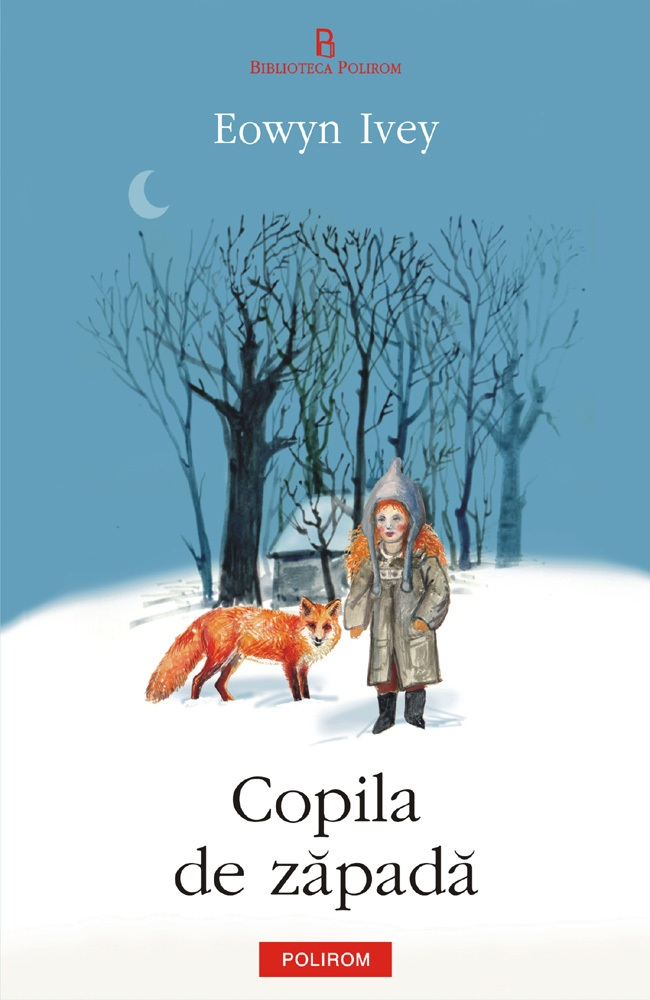 BIBLIOTECA POLIROM
Eowyn Ivey
Copila
de zăpadă
POLIROM